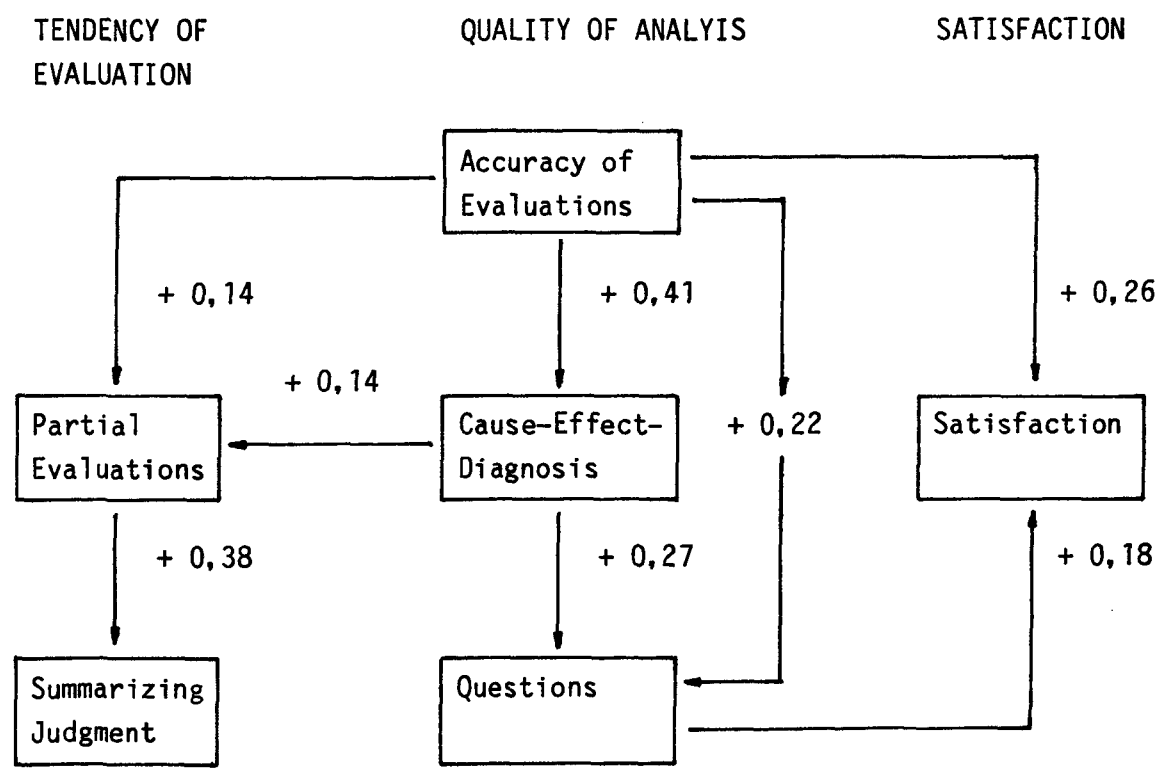 TENDENCY OF
EVALUATION
QUALITY OF ANALYIS
SATISFACTION
Accuracy of
Evaluations
+ 0,14
+ 0,41
+ 0,26
+ 0,14
Partial
Evaluations
Cause-Effect-
Diagnosis
+ 0,22
Satisfaction
+ 0,38
+ 0,27
+ 0,18
Summarizing
Judgment
Questions